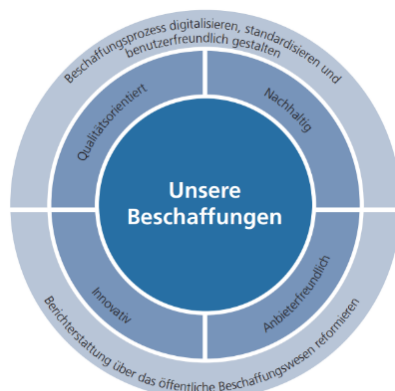 Beschaffungsprozess digitalisieren, standardisieren und
benutzerfreundlich gestalten
Qualitätsorientiert
Nachhaltig
Unsere
Beschaffungen
Innovativ
Anbieterfreundlich
Berichterstattung über das öffentliche Beschaffungswesen reformieren